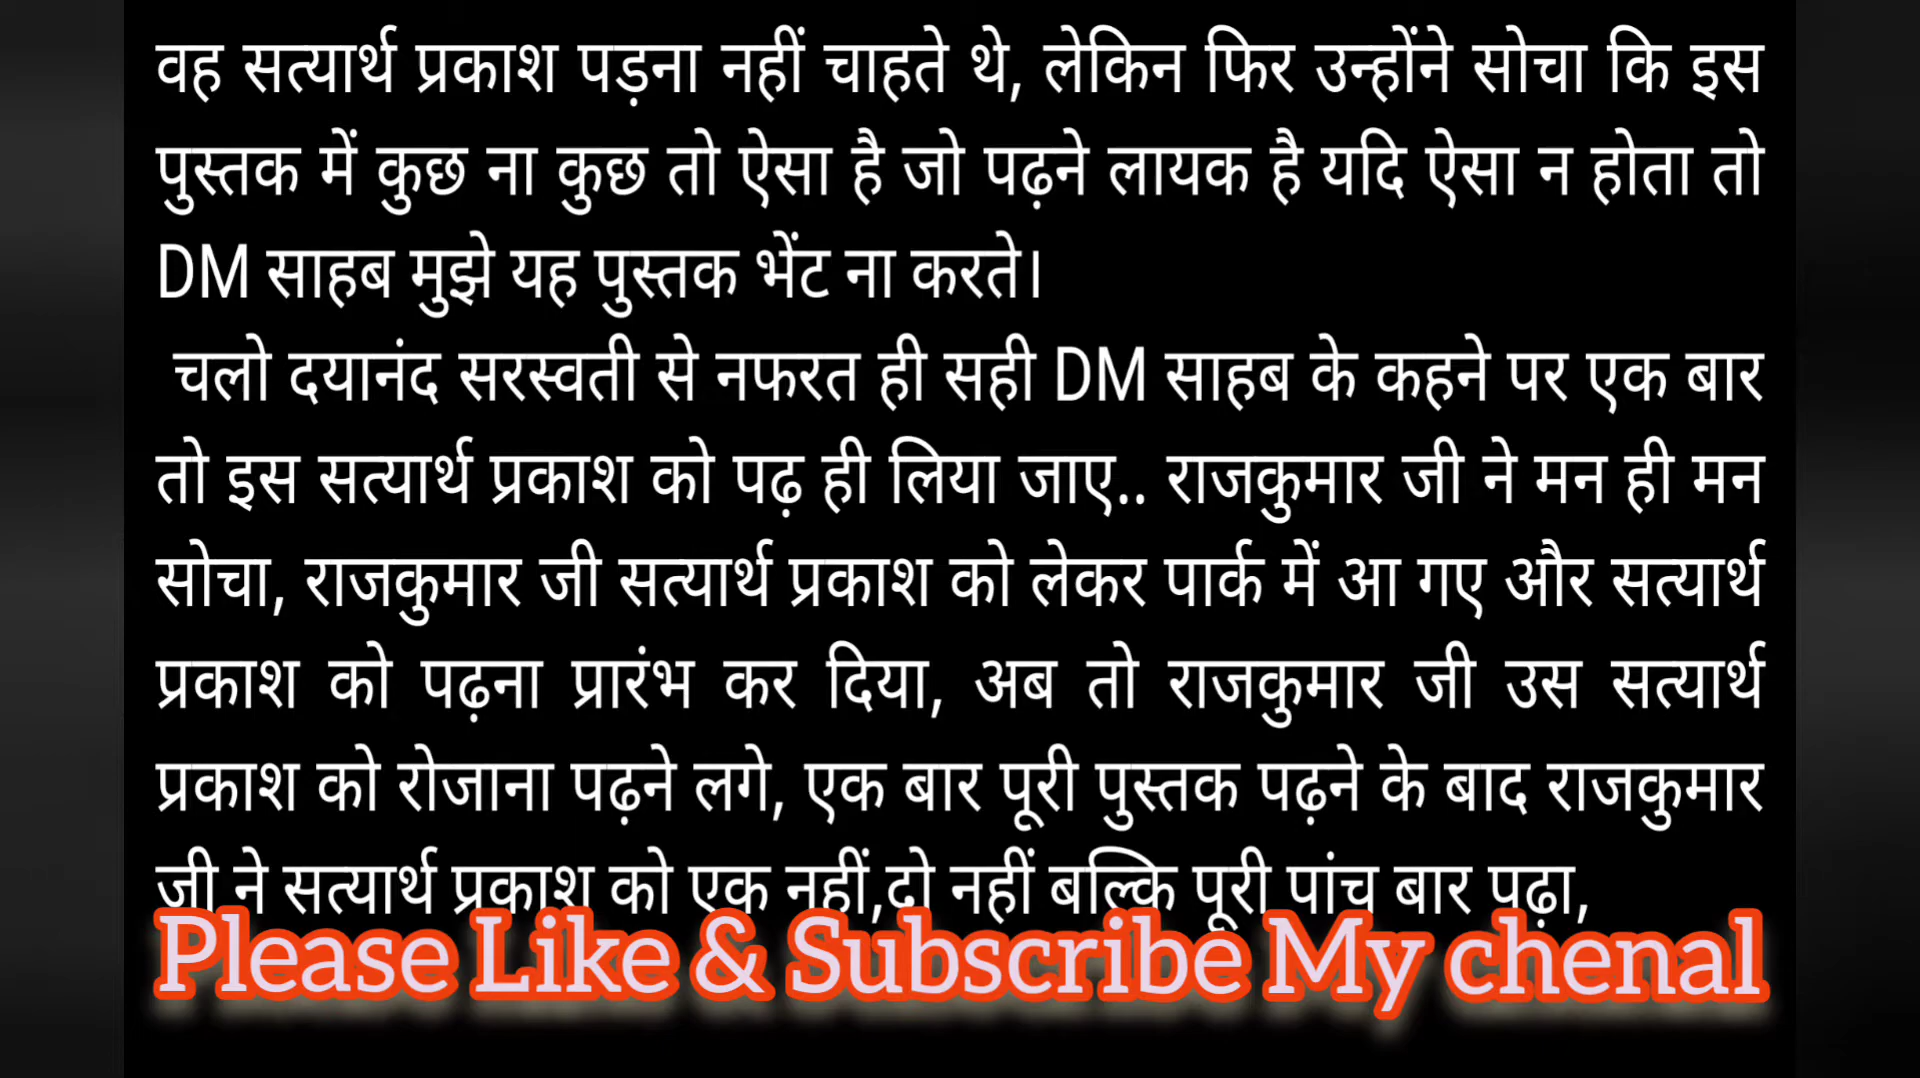 वह सत्यार्थ प्रकाश पड़ना नहीं चाहते थे, लेकिन फिर उन्होंने सोचा कि इस
पुस्तक में कुछ ना कुछ तो ऐसा है जो पढ़ने लायक है यदि ऐसा न होता तो
DM साहब मुझे यह पुस्तक भेंट ना करते।
चलो दयानंद सरस्वती से नफरत ही सही DM साहब के कहने पर एक बार
तो इस सत्यार्थ प्रकाश को पढ़ ही लिया जाए.. राजकुमार जी ने मन ही मन
सोचा, राजकुमार जी सत्यार्थ प्रकाश को लेकर पार्क में आ गए और सत्यार्थ
प्रकाश को पढ़ना प्रारंभ कर दिया, अब तो राजकुमार जी उस सत्यार्थ
प्रकाश को रोजाना पढ़ने लगे, एक बार पूरी पुस्तक पढ़ने के बाद राजकुमार
जी ने सत्यार्थ प्रकाश को एक नहीं,दो नहीं बल्कि पूरी पांच बार पढ़ा,
Please Like & Subscribe My chenal